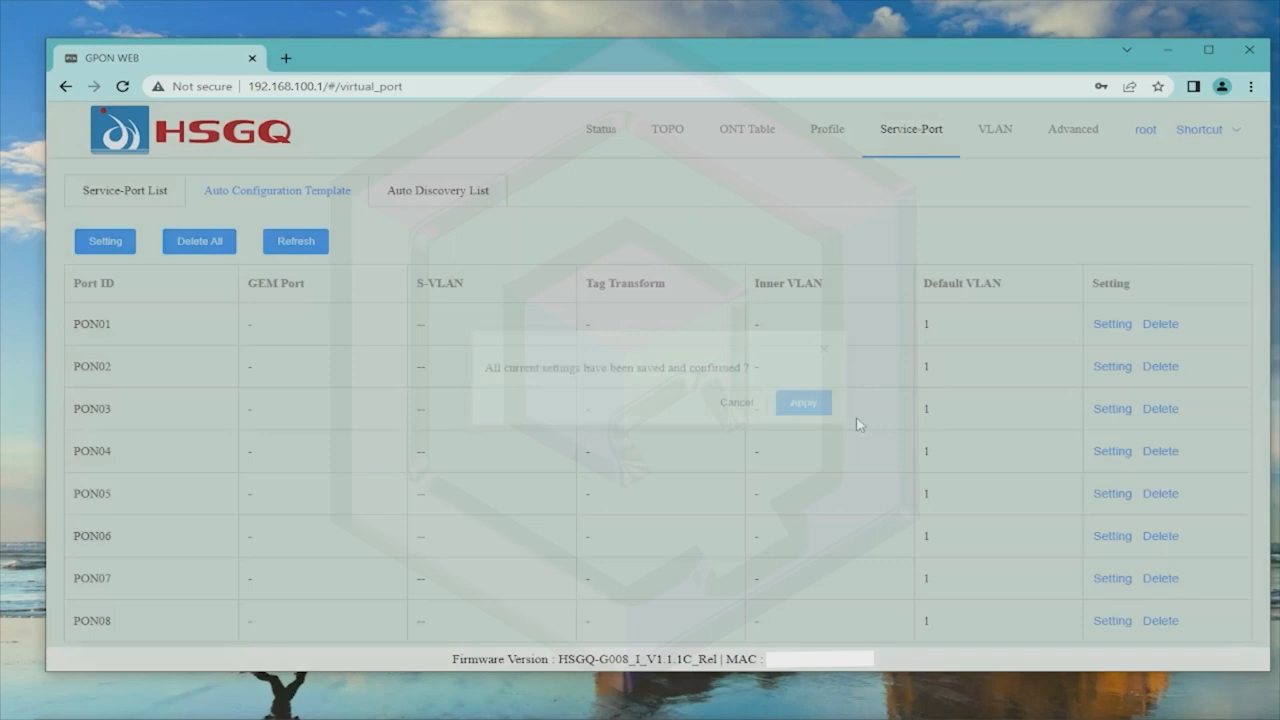 GPON WEB
Not secure | 192.168.100.1/#/virtual_port
HSGQ
Status TOPO ONT Table Profile Service-Port VLAN Advanced root Shortcut
Service-Port List Auto Configuration Template Auto Discovery List
Setting Delete All Refresh
Port ID GEM Port S-VLAN Tag Transform Inner VLAN Default VLAN Setting
PON01 - -- - - 1 Setting Delete
PON02 - -- - 1 Setting Delete
All current settings have been saved and confirmed ?
PON03 - -- - - 1 Setting Delete
Cancel Apply
PON04 - -- - - 1 Setting Delete
PON05 - -- - - 1 Setting Delete
PON06 - -- - - 1 Setting Delete
PON07 - -- - - 1 Setting Delete
PON08 - -- - - 1 Setting Delete
Firmware Version : HSGQ-G008_I_V1.1.1C_Rel | MAC :